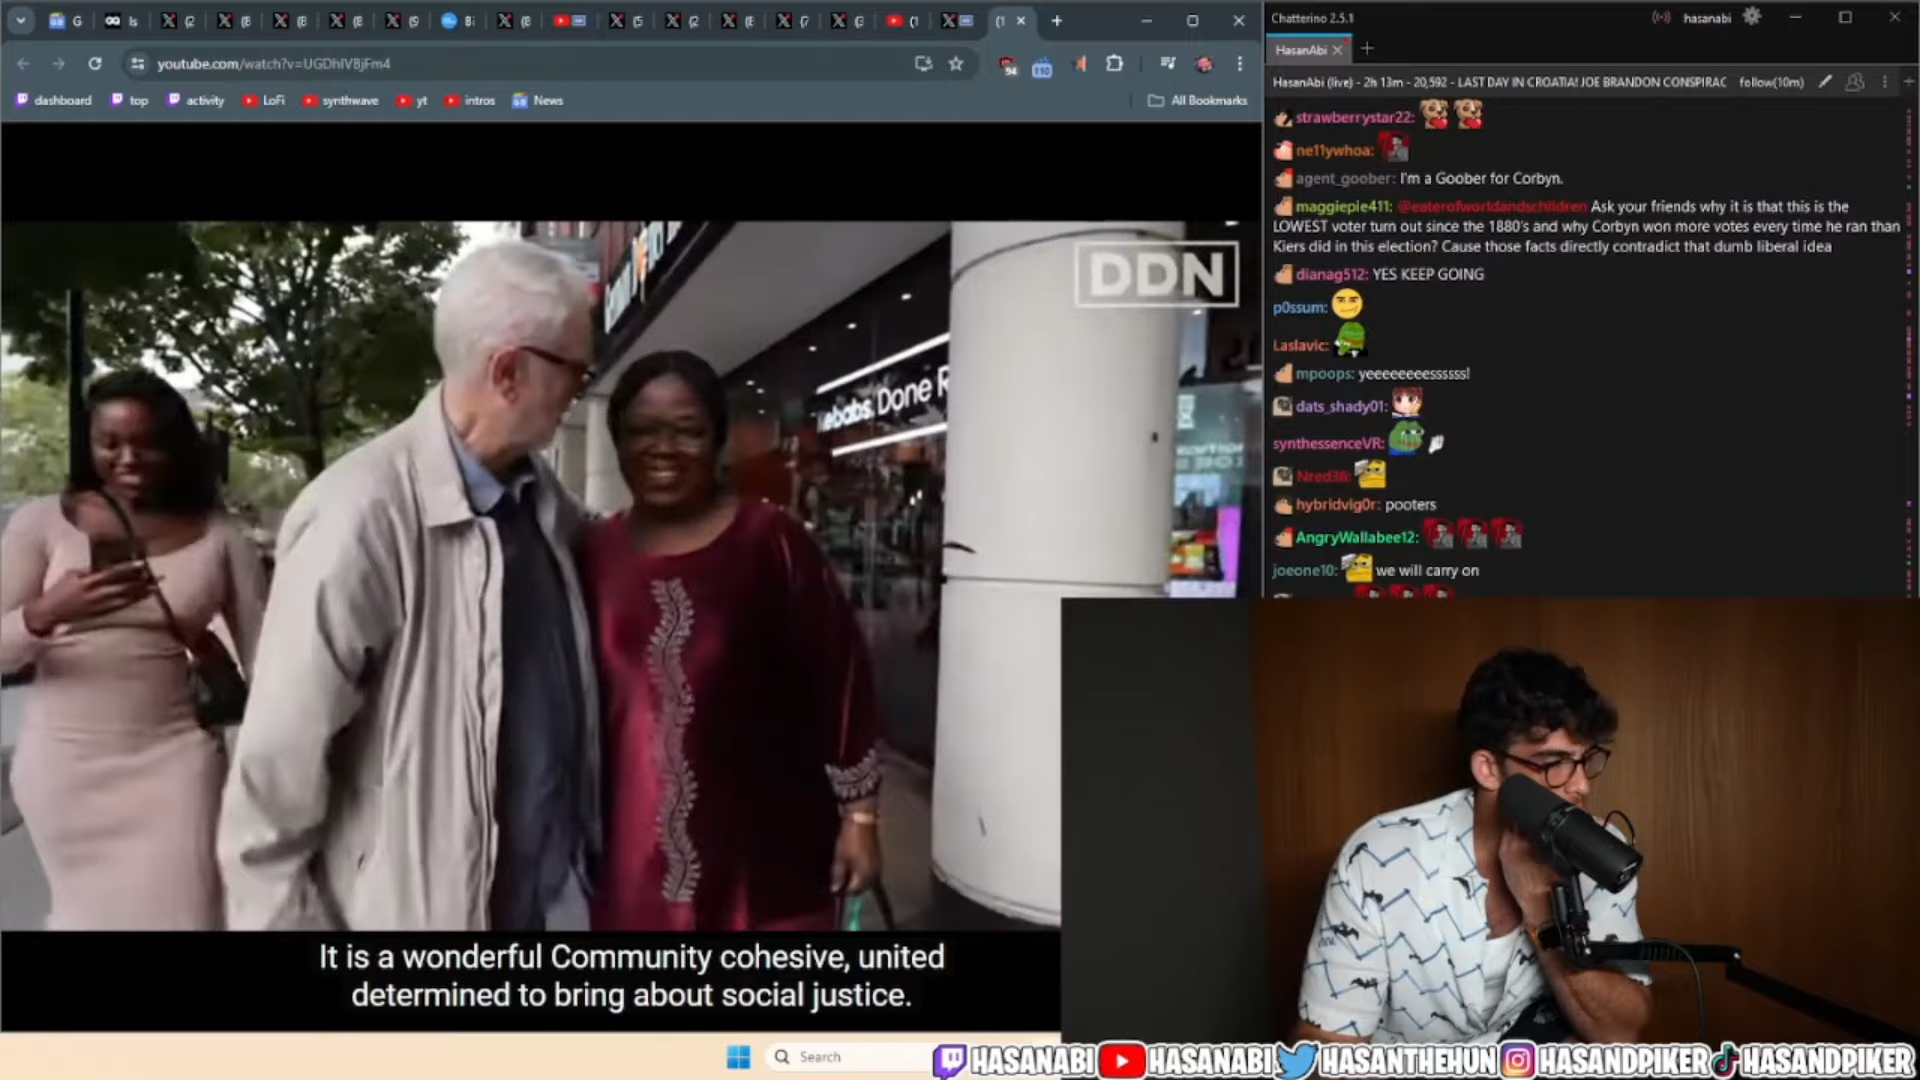 Chatterino 2.5.1
hasanabi
youtube.com/watch?v=UGDhIVBjFm4
HasanAbi
HasanAbi (live) - 2h 13m - 20,592 - LAST DAY IN CROATIA! JOE BRANDON CONSPIRAC
follow(10m)
dashboard
top
activity
LoFi
synthwave
yt
intros
News
All Bookmarks
strawberrystar22:
ne11ywhoa:
agent_goober: I'm a Goober for Corbyn.
maggiepie411: @eaterofwor1dandschildren Ask your friends why it is that this is the
LOWEST voter turn out since the 1880's and why Corbyn won more votes every time he ran than
Kiers did in this election? Cause those facts directly contradict that dumb liberal idea
dianag512: YES KEEP GOING
p0ssum:
Laslavic:
mpoops: yeeeeeeeessssss!
dats_shady01:
synthessenceVR:
Nred36:
hybridvig0r: pooters
AngryWallabee12:
joeone10: we will carry on
DDN
ebabs. Done R
It is a wonderful Community cohesive, united
determined to bring about social justice.
Search
HASANABI
HASANABI
HASANTHEHUN
HASANDPIKER
HASANDPIKER